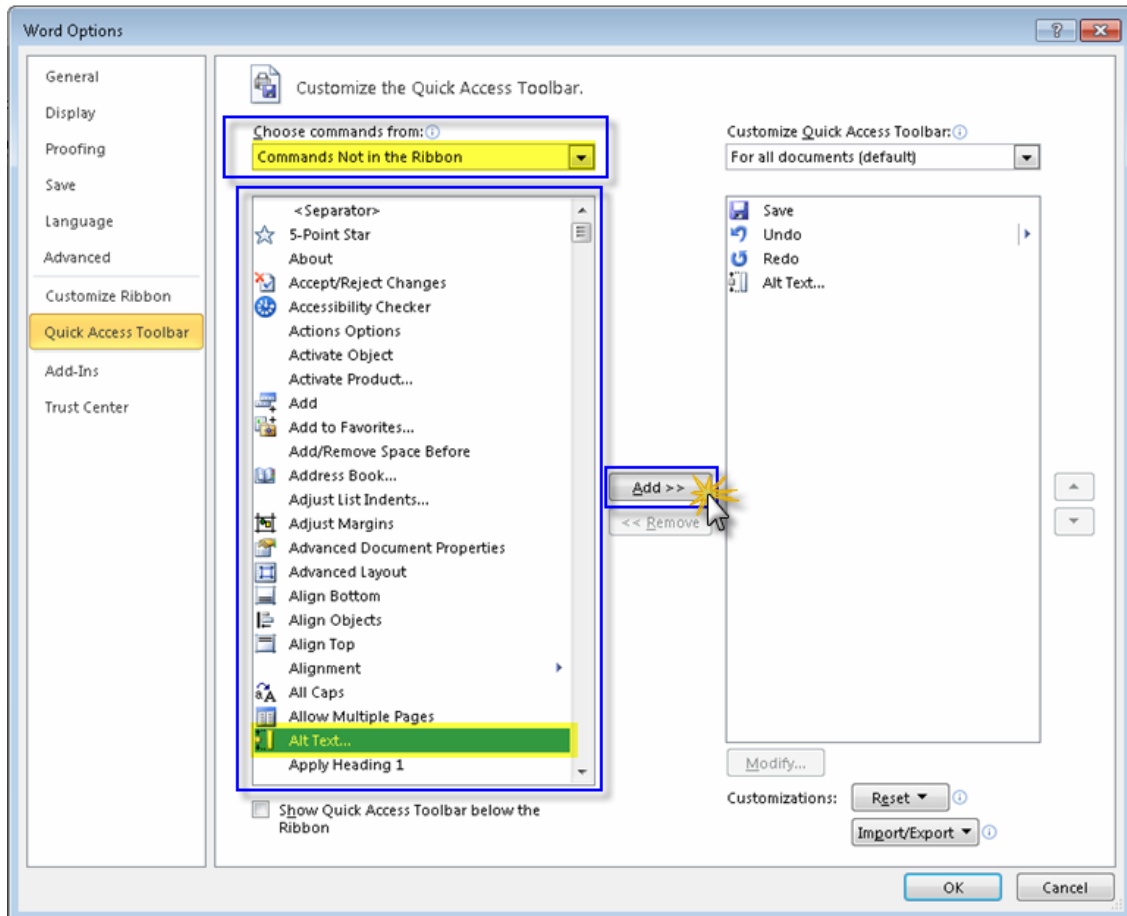 Word Options
General
Display
Proofing
Save
Language
Advanced
Customize Ribbon
Quick Access Toolbar
Add-Ins
Trust Center
Customize the Quick Access Toolbar.
Choose commands from:
Commands Not in the Ribbon
<Separator>
5-Point Star
About
Accept/Reject Changes
Accessibility Checker
Actions Options
Activate Object
Activate Product...
Add
Add to Favorites...
Add/Remove Space Before
Address Book...
Adjust List Indents...
Adjust Margins
Advanced Document Properties
Advanced Layout
Align Bottom
Align Objects
Align Top
Alignment
All Caps
Allow Multiple Pages
Alt Text...
Apply Heading 1
Show Quick Access Toolbar below the
Ribbon
Add >>
<< Remove
Customize Quick Access Toolbar:
For all documents (default)
Save
Undo
Redo
Alt Text...
Modify...
Customizations:
Reset
Import/Export
OK
Cancel